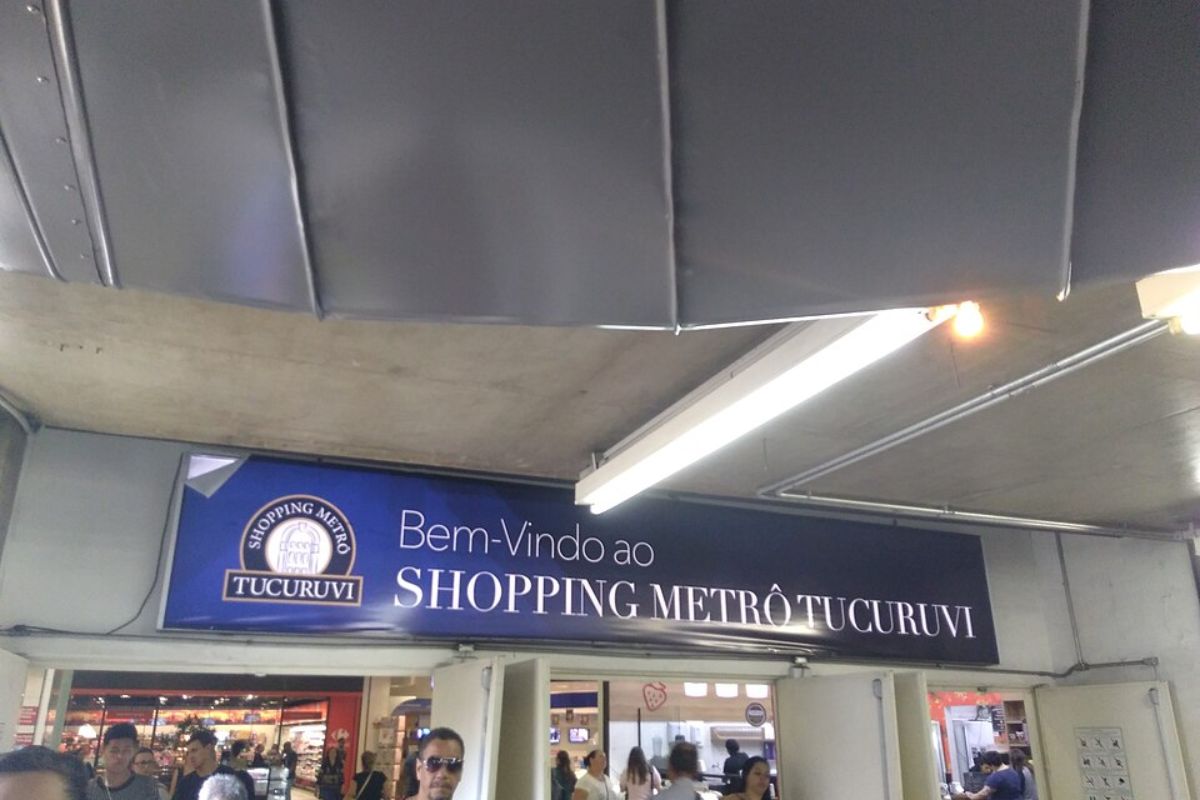 SHOPPING METRÔ
TUCURUVI
Bem-Vindo ao
SHOPPING METRÔ TUCURUVI